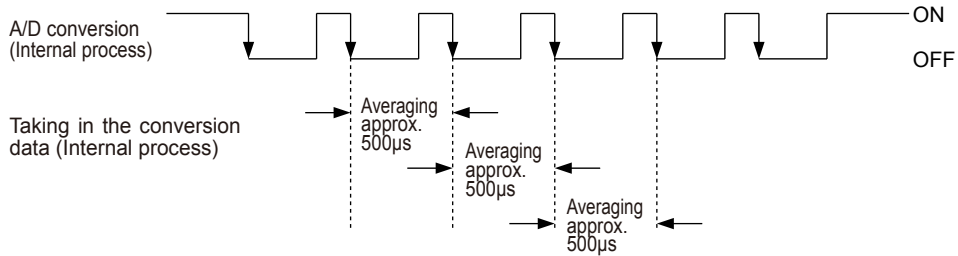 A/D conversion
(Internal process)
ON
OFF
Taking in the conversion
data (Internal process)
Averaging
approx.
500µs
Averaging
approx.
500µs
Averaging
approx.
500µs